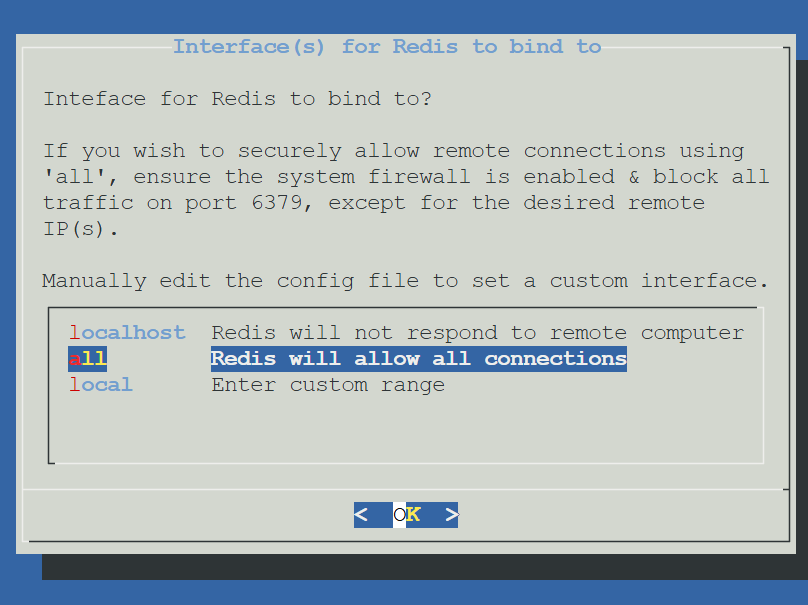 Interface(s) for Redis to bind to
Inteface for Redis to bind to?
If you wish to securely allow remote connections using
'all', ensure the system firewall is enabled & block all
traffic on port 6379, except for the desired remote
IP(s).
Manually edit the config file to set a custom interface.
localhost  Redis will not respond to remote computer
all        Redis will allow all connections
local      Enter custom range
<  OK  >